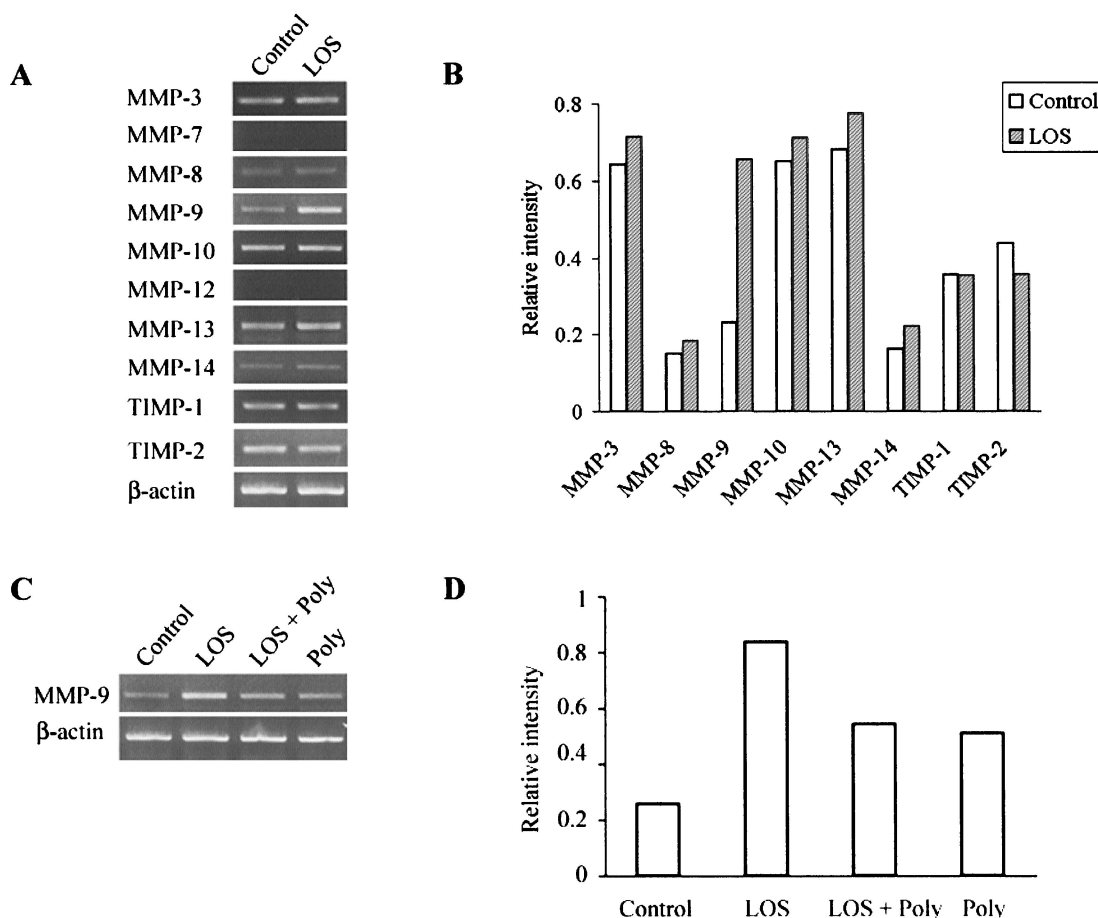 A
Control
LOS
MMP-3
MMP-7
MMP-8
MMP-9
MMP-10
MMP-12
MMP-13
MMP-14
TIMP-1
TIMP-2
β-actin
B
Control
LOS
Relative intensity
0.8
0.6
0.4
0.2
0
MMP-3
MMP-8
MMP-9
MMP-10
MMP-13
MMP-14
TIMP-1
TIMP-2
C
Control
LOS
LOS + Poly
Poly
MMP-9
β-actin
D
Relative intensity
1
0.8
0.6
0.4
0.2
0
Control
LOS
LOS + Poly
Poly